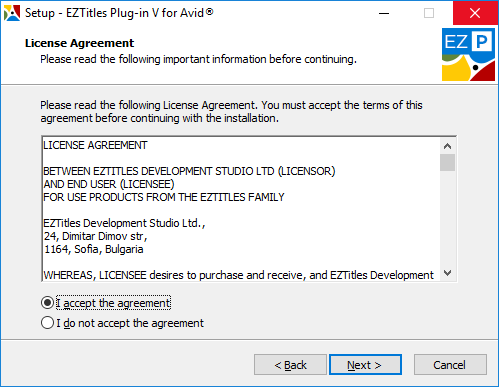 Setup - EZTitles Plug-in V for Avid®
License Agreement
Please read the following important information before continuing.
EZ P
Please read the following License Agreement. You must accept the terms of this
agreement before continuing with the installation.
LICENSE AGREEMENT
BETWEEN EZTITLES DEVELOPMENT STUDIO LTD (LICENSOR)
AND END USER (LICENSEE)
FOR USE PRODUCTS FROM THE EZTITLES FAMILY
EZTitles Development Studio Ltd.,
24, Dimitar Dimov str,
1164, Sofia, Bulgaria
WHEREAS, LICENSEE desires to purchase and receive, and EZTitles Development
I accept the agreement
I do not accept the agreement
< Back
Next >
Cancel